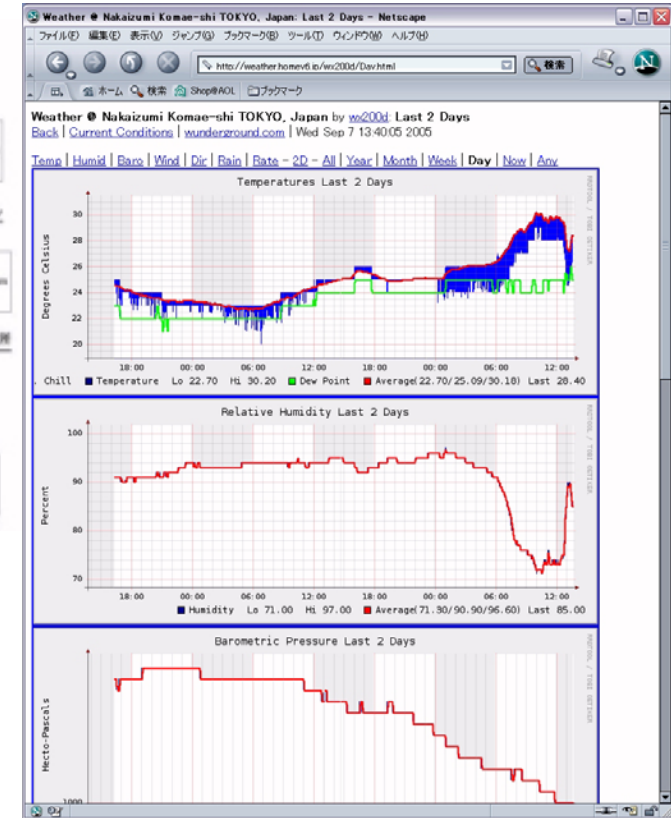 Weather @ Nakaizumi Komae-shi TOKYO, Japan: Last 2 Days - Netscape
ファイル(F) 編集(E) 表示(V) ジャンプ(G) ブックマーク(B) ツール(T) ウィンドウ(W) ヘルプ(H)
http://weather.homev6.jp/wx200d/Day.html 検索
ホーム 検索 Shop@AOL ブックマーク
Weather @ Nakaizumi Komae-shi TOKYO, Japan by wx200d: Last 2 Days
Back | Current Conditions | wunderground.com | Wed Sep 7 13:40:05 2005
Temp | Humid | Baro | Wind | Dir | Rain | Rate - 2D - All | Year | Month | Week | Day | Now | Any
Temperatures Last 2 Days
Degrees Celsius
30
28
26
24
22
20
18:00 00:00 06:00 12:00 18:00 00:00 06:00 12:00
. Chill Temperature Lo 22.70 Hi 30.20 Dew Point Average(22.70/25.09/30.18) Last 28.40
Relative Humidity Last 2 Days
Percent
100
90
80
70
18:00 00:00 06:00 12:00 18:00 00:00 06:00 12:00
Humidity Lo 71.00 Hi 97.00 Average(71.30/90.90/96.60) Last 85.00
Barometric Pressure Last 2 Days
Hecto-Pascals
1000